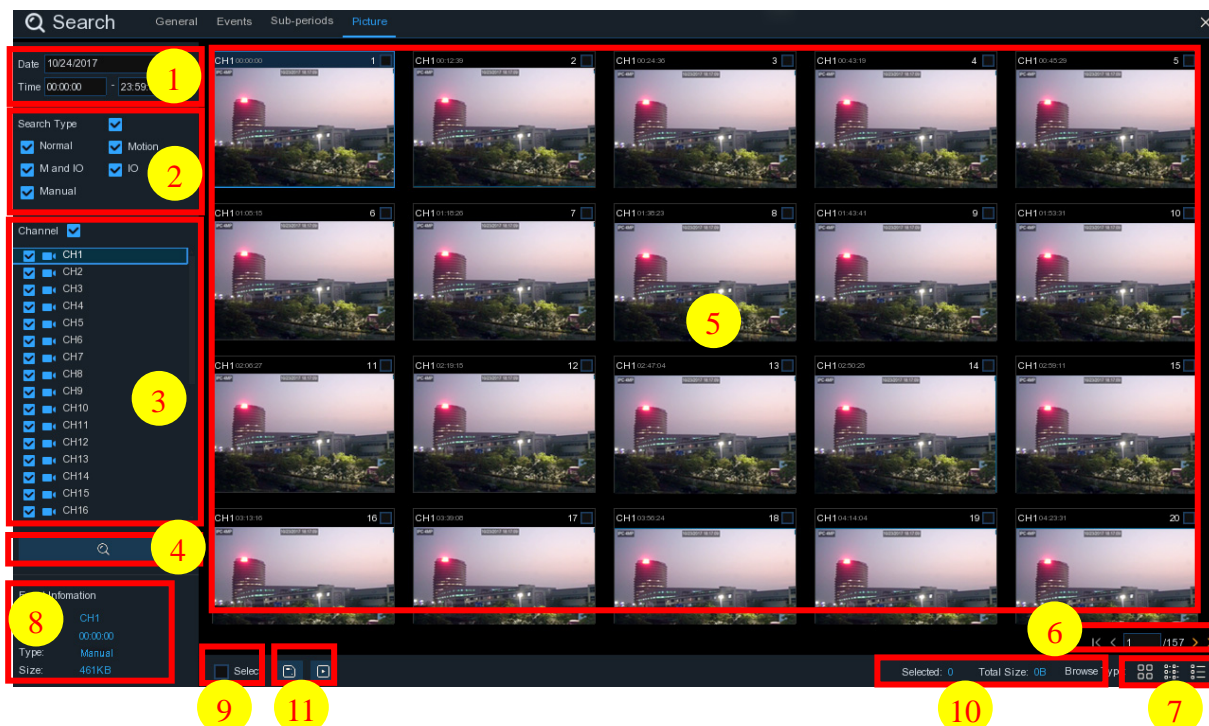 Search General Events Sub-periods Picture
Date 10/24/2017
Time 00:00:00 - 23:59:
1
Search Type
Normal Motion
M and IO IO
Manual
2
Channel
CH1
CH2
CH3
CH4
CH5
CH6
CH7
CH8
CH9
CH10
CH11
CH12
CH13
CH14
CH15
CH16
3
4
Infomation
CH1
00:00:00
Type: Manual
Size: 461KB
8
CH1 00:00:00 1
CH1 00:12:39 2
CH1 00:24:36 3
CH1 00:43:19 4
CH1 00:45:29 5
CH1 01:05:15 6
CH1 01:18:26 7
CH1 01:38:23 8
CH1 01:43:41 9
CH1 01:53:31 10
5
CH1 02:06:27 11
CH1 02:19:15 12
CH1 02:47:04 13
CH1 02:50:25 14
CH1 02:59:11 15
CH1 03:13:16 16
CH1 03:39:06 17
CH1 03:56:24 18
CH1 04:14:04 19
CH1 04:23:31 20
6
1 /157
Selec
Selected: 0 Total Size: 0B Browse Typ
9
11
10
7